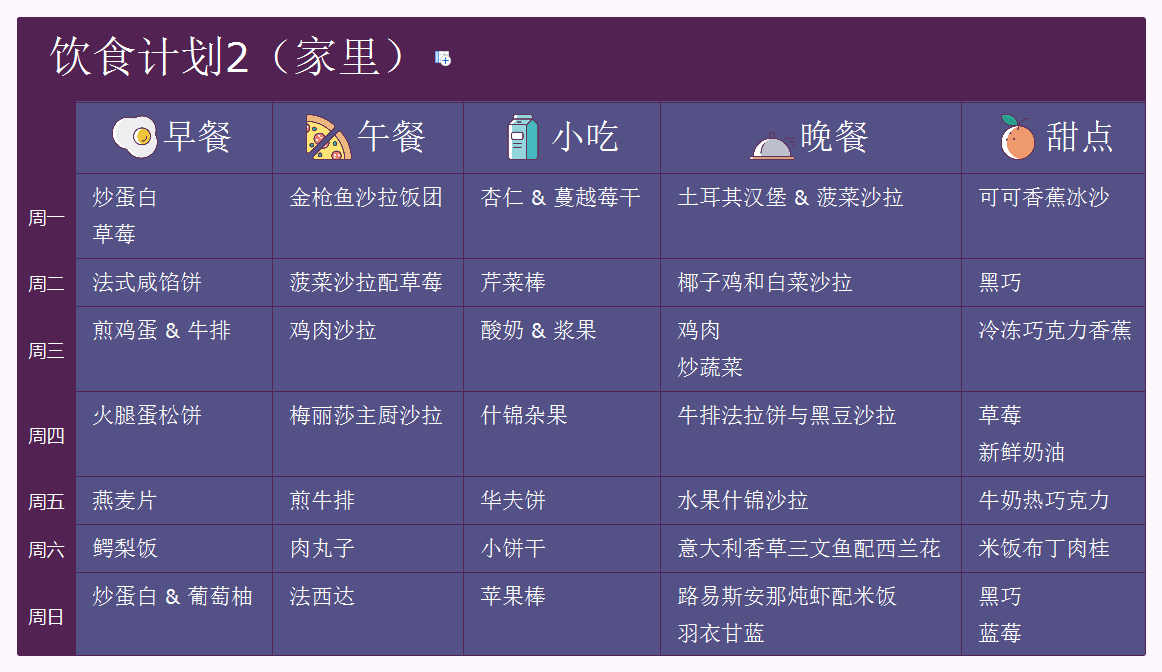 饮食计划2（家里）
早餐 午餐 小吃 晚餐 甜点
周一 炒蛋白 金枪鱼沙拉饭团 杏仁 & 蔓越莓干 土耳其汉堡 & 菠菜沙拉 可可香蕉冰沙
草莓
周二 法式咸馅饼 菠菜沙拉配草莓 芹菜棒 椰子鸡和白菜沙拉 黑巧
周三 煎鸡蛋 & 牛排 鸡肉沙拉 酸奶 & 浆果 鸡肉 冷冻巧克力香蕉
炒蔬菜
周四 火腿蛋松饼 梅丽莎主厨沙拉 什锦杂果 牛排法拉饼与黑豆沙拉 草莓
新鲜奶油
周五 燕麦片 煎牛排 华夫饼 水果什锦沙拉 牛奶热巧克力
周六 鳄梨饭 肉丸子 小饼干 意大利香草三文鱼配西兰花 米饭布丁肉桂
周日 炒蛋白 & 葡萄柚 法西达 苹果棒 路易斯安那炖虾配米饭 黑巧
羽衣甘蓝 蓝莓